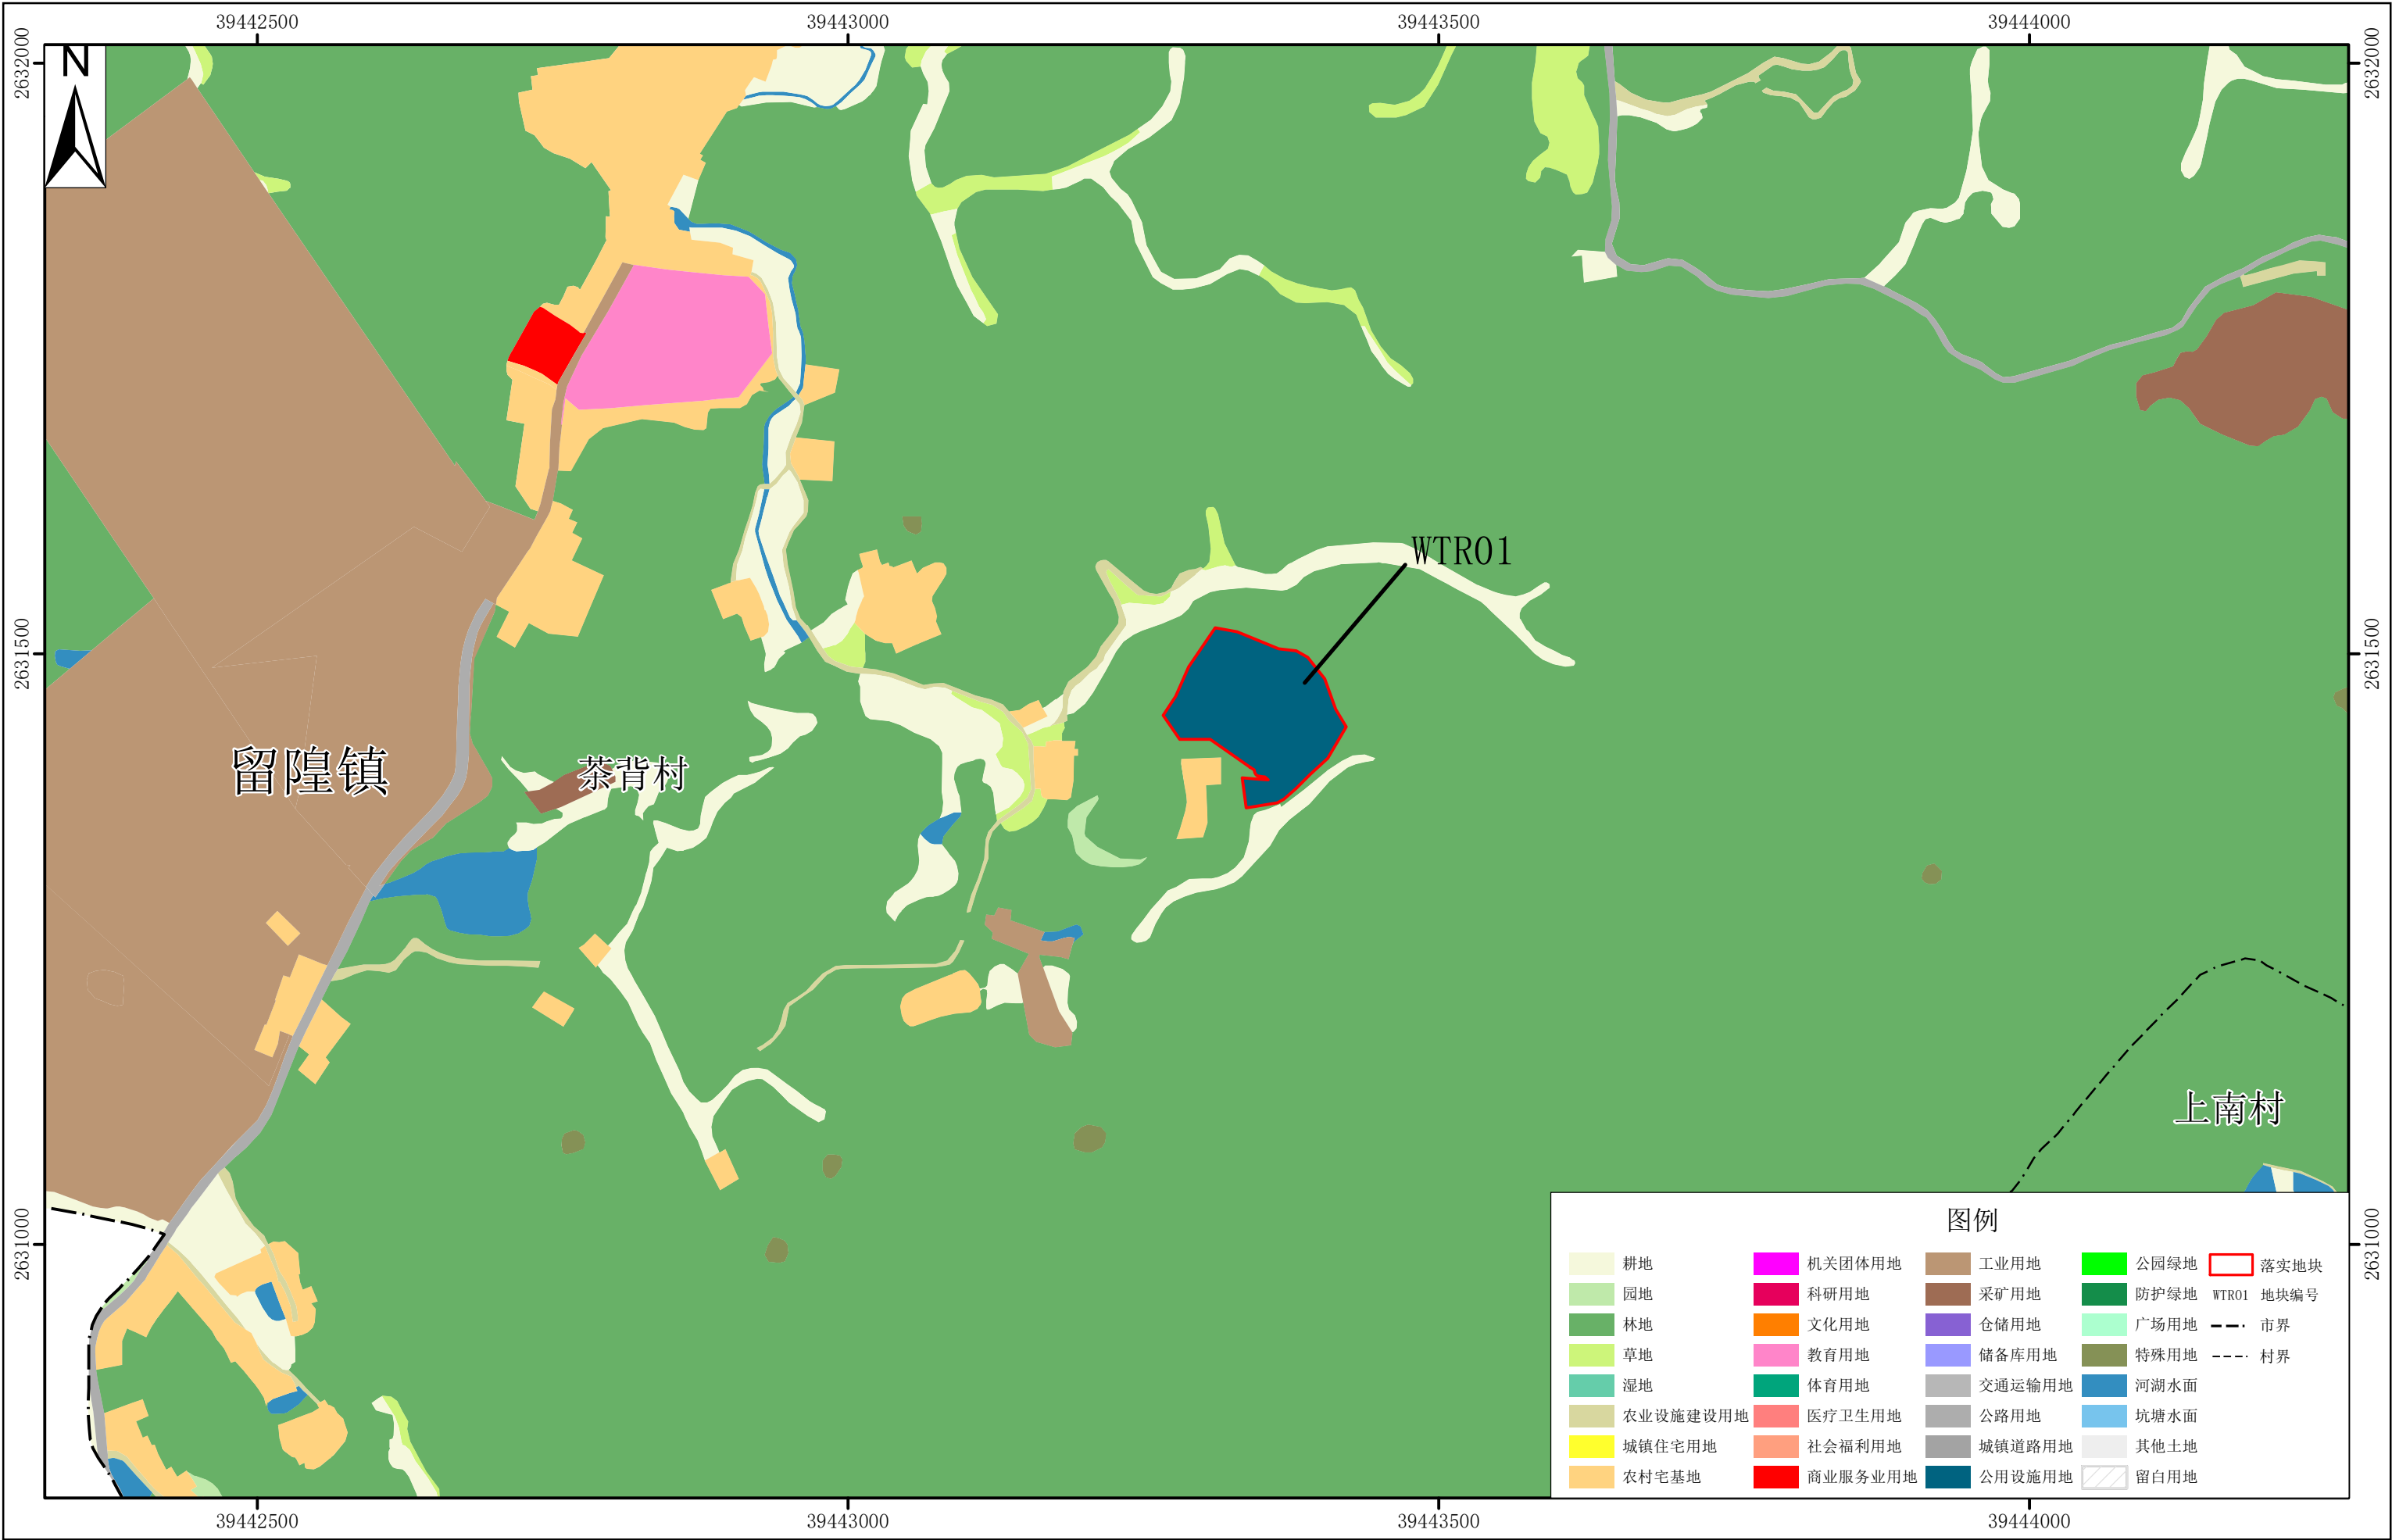 39442500 39443000 39443500 39444000
2632000 2632000
N
WTR01
2631500 2631500
留隍镇
茶背村
上南村
2631000 2631000
图例
耕地 机关团体用地 工业用地 公园绿地 落实地块
园地 科研用地 采矿用地 防护绿地 WTR01 地块编号
林地 文化用地 仓储用地 广场用地 市界
草地 教育用地 储备库用地 特殊用地 村界
湿地 体育用地 交通运输用地 河湖水面
农业设施建设用地 医疗卫生用地 公路用地 坑塘水面
城镇住宅用地 社会福利用地 城镇道路用地 其他土地
农村宅基地 商业服务业用地 公用设施用地 留白用地
39442500 39443000 39443500 39444000